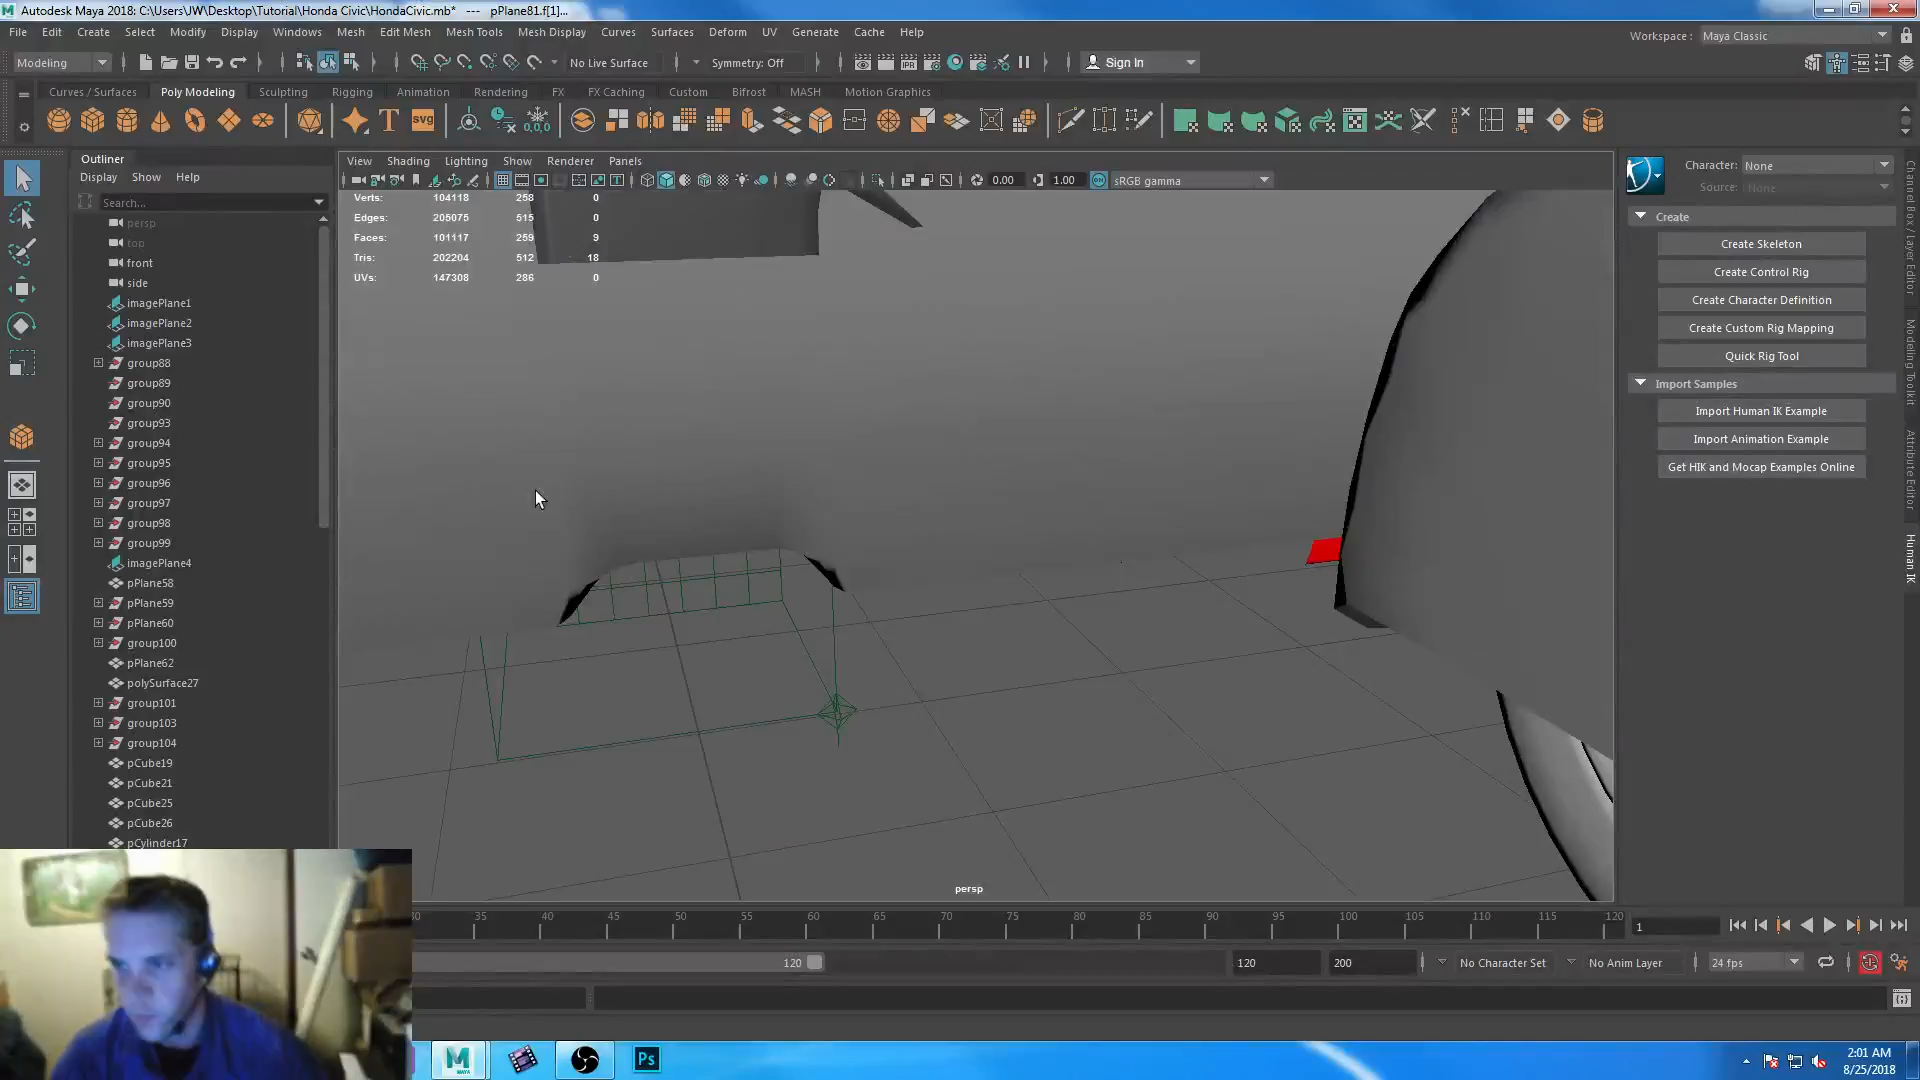 Autodesk Maya 2018: C:\Users\JW\Desktop\Tutorial\Honda Civic\HondaCivic.mb* --- pPlane81.f[1]...
File Edit Create Select Modify Display Windows Mesh Edit Mesh Mesh Tools Mesh Display Curves Surfaces Deform UV Generate Cache Help
Workspace : Maya Classic
Modeling No Live Surface Symmetry: Off Sign In
Curves / Surfaces Poly Modeling Sculpting Rigging Animation Rendering FX FX Caching Custom Bifrost MASH Motion Graphics
T svg 0,0,0
Outliner
Display Show Help
Search...
persp
top
front
side
imagePlane1
imagePlane2
imagePlane3
group88
group89
group90
group93
group94
group95
group96
group97
group98
group99
imagePlane4
pPlane58
pPlane59
pPlane60
group100
pPlane62
polySurface27
group101
group103
group104
pCube19
pCube21
pCube25
pCube26
pCylinder17
View Shading Lighting Show Renderer Panels
0.00 1.00 sRGB gamma
Verts: 104118 258 0
Edges: 205075 515 0
Faces: 101117 259 9
Tris: 202204 512 18
UVs: 147308 286 0
persp
Character: None
Source: None
Create
Create Skeleton
Create Control Rig
Create Character Definition
Create Custom Rig Mapping
Quick Rig Tool
Import Samples
Import Human IK Example
Import Animation Example
Get HIK and Mocap Examples Online
Channel Box / Layer Editor
Modeling Toolkit
Attribute Editor
Human IK
30 35 40 45 50 55 60 65 70 75 80 85 90 95 100 105 110 115 120
1
120 120 200 No Character Set No Anim Layer 24 fps
MAYA
Ps
2:01 AM
8/25/2018